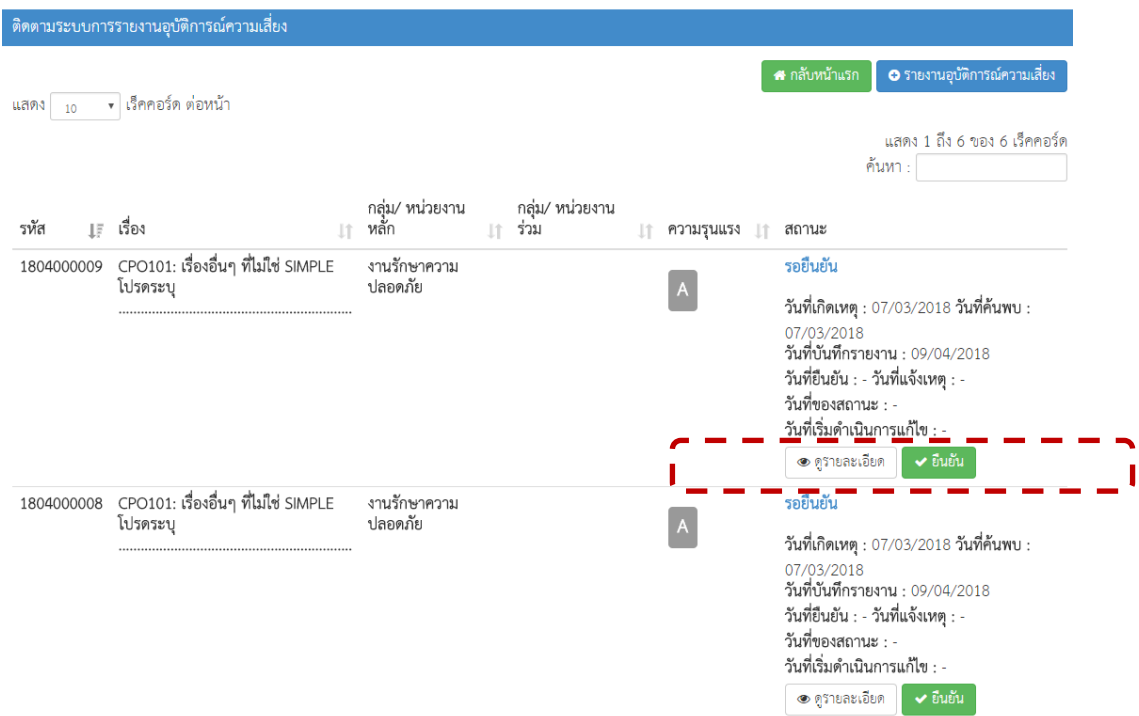 ติดตามระบบการรายงานอุบัติการณ์ความเสี่ยง
กลับหน้าแรก
รายงานอุบัติการณ์ความเสี่ยง
แสดง 10 เร็คคอร์ด ต่อหน้า
แสดง 1 ถึง 6 ของ 6 เร็คคอร์ด
ค้นหา :
รหัส
เรื่อง
กลุ่ม/ หน่วยงาน
หลัก
กลุ่ม/ หน่วยงาน
ร่วม
ความรุนแรง
สถานะ
1804000009
CPO101: เรื่องอื่นๆ ที่ไม่ใช่ SIMPLE
โปรดระบุ
...............................................................
งานรักษาความ
ปลอดภัย
A
รอยืนยัน
วันที่เกิดเหตุ : 07/03/2018 วันที่ค้นพบ :
07/03/2018
วันที่บันทึกรายงาน : 09/04/2018
วันที่ยืนยัน : - วันที่แจ้งเหตุ : -
วันที่ของสถานะ : -
วันที่เริ่มดำเนินการแก้ไข : -
ดูรายละเอียด
ยืนยัน
1804000008
CPO101: เรื่องอื่นๆ ที่ไม่ใช่ SIMPLE
โปรดระบุ
...............................................................
งานรักษาความ
ปลอดภัย
A
รอยืนยัน
วันที่เกิดเหตุ : 07/03/2018 วันที่ค้นพบ :
07/03/2018
วันที่บันทึกรายงาน : 09/04/2018
วันที่ยืนยัน : - วันที่แจ้งเหตุ : -
วันที่ของสถานะ : -
วันที่เริ่มดำเนินการแก้ไข : -
ดูรายละเอียด
ยืนยัน